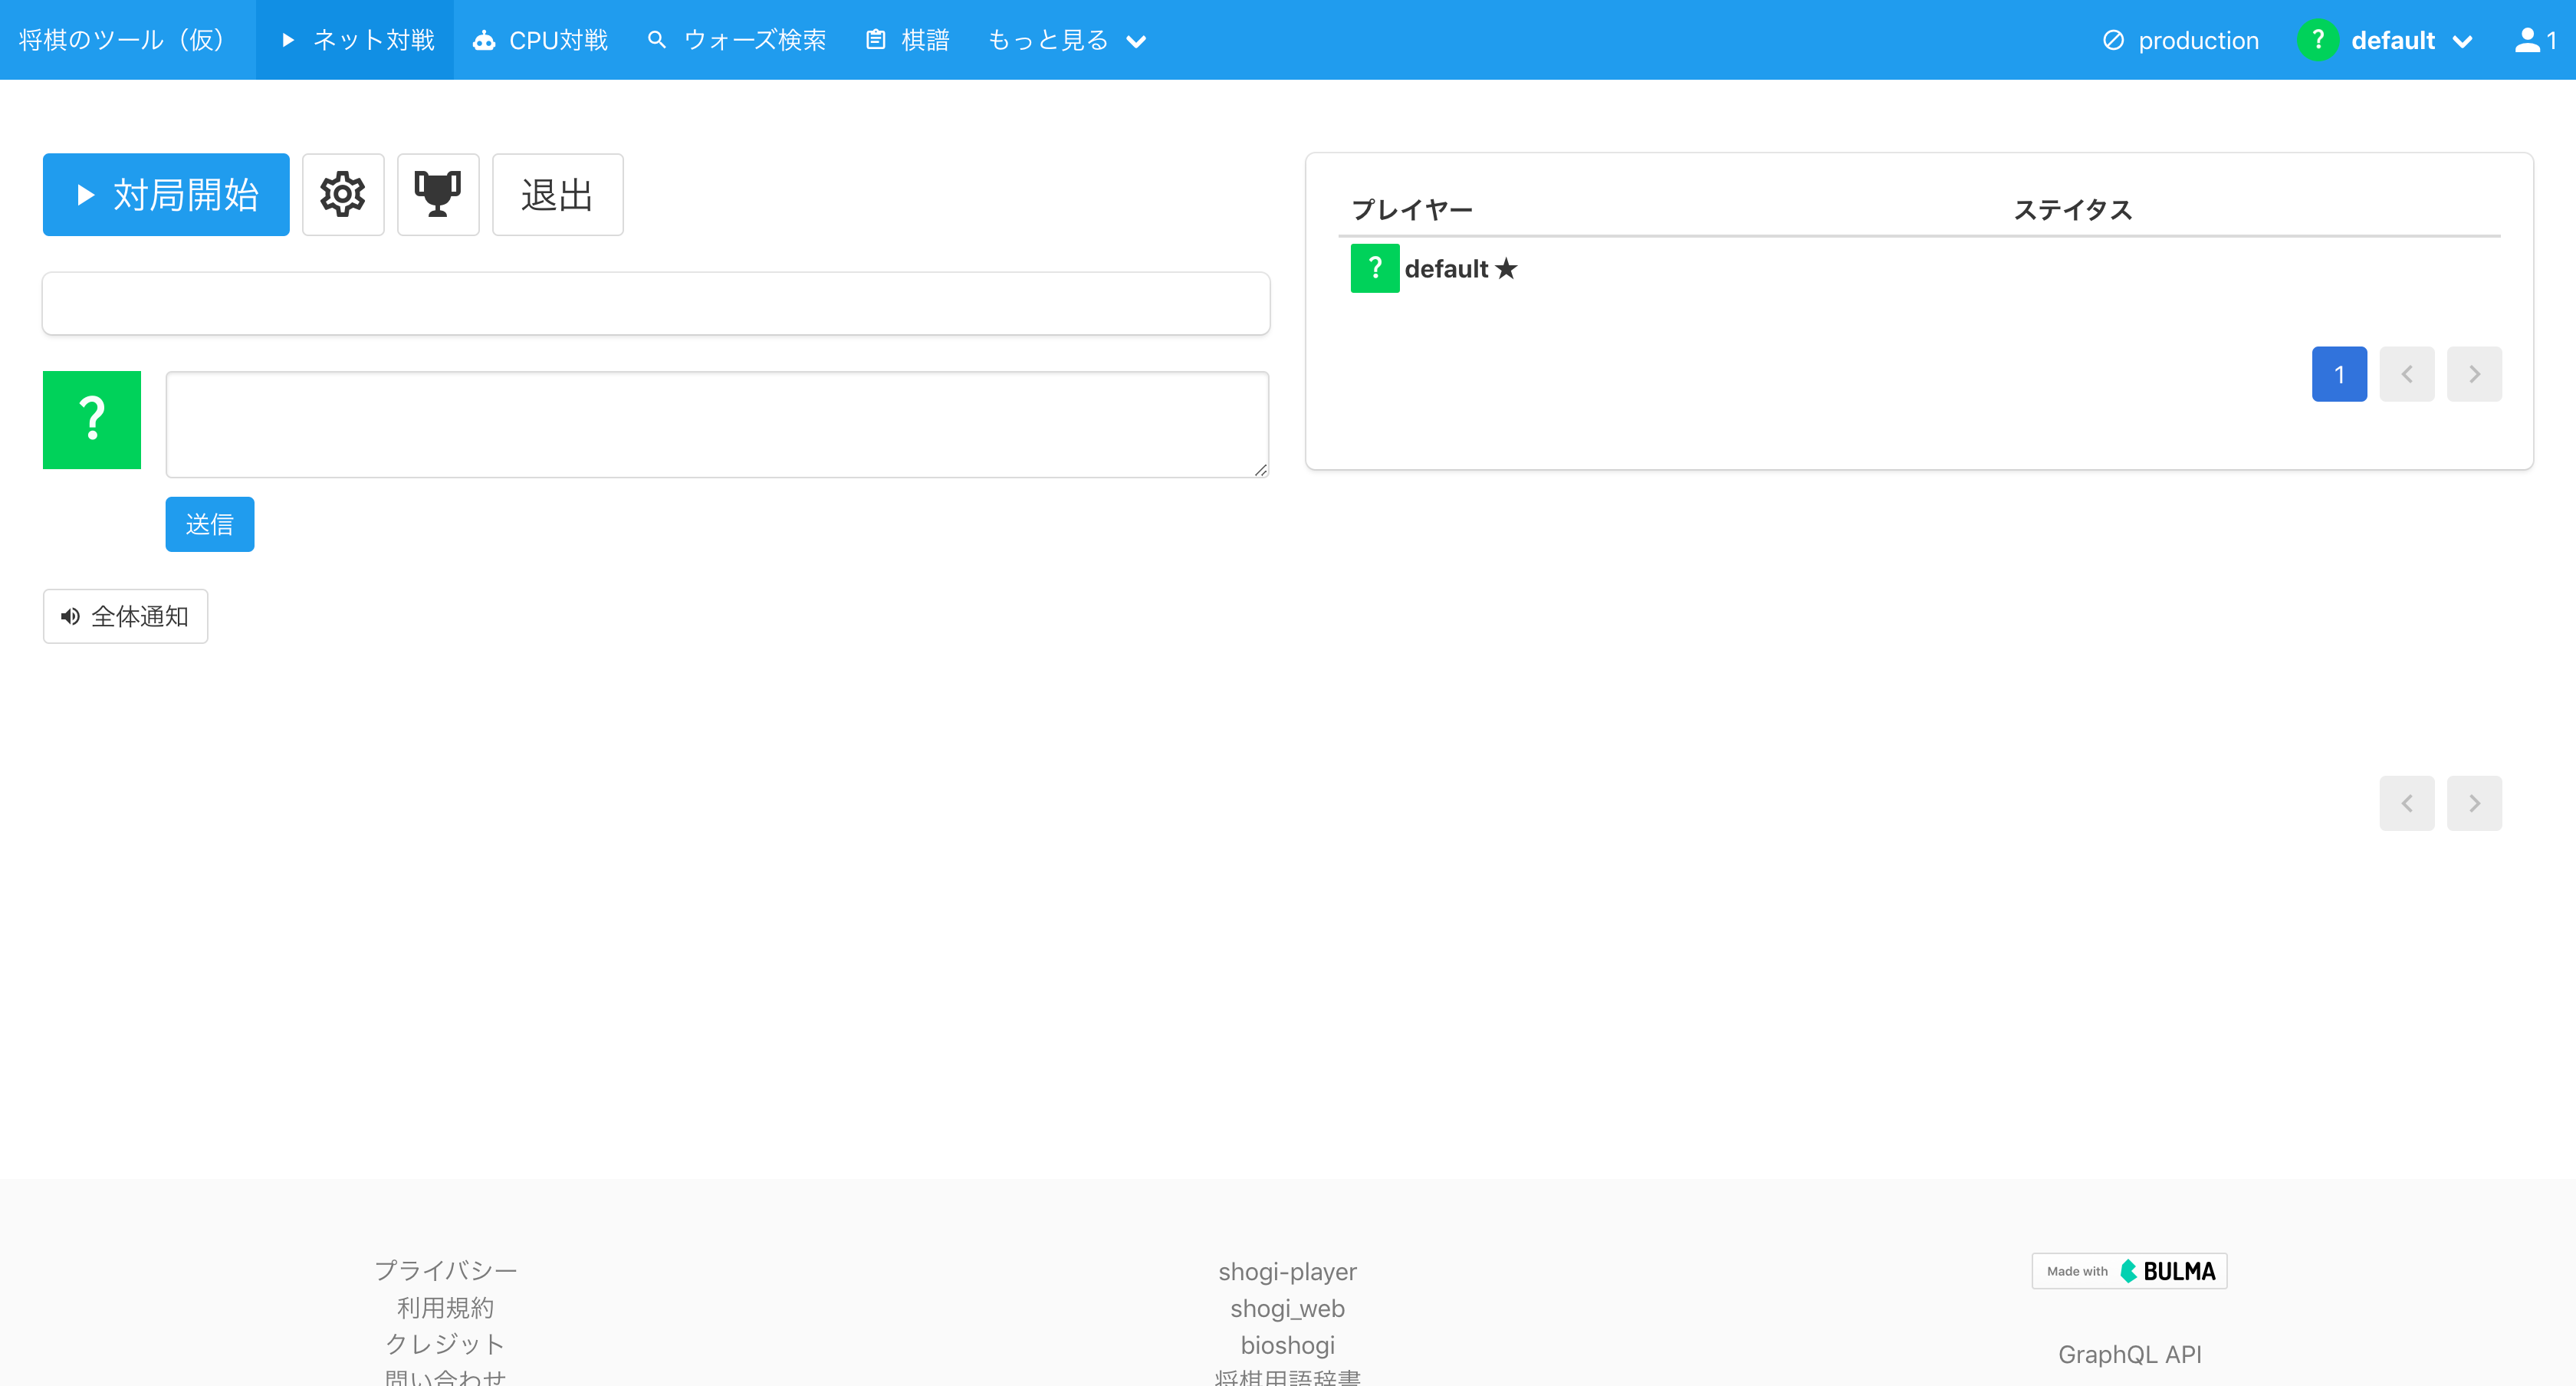 将棋のツール（仮） ネット対戦 CPU対戦 ウォーズ検索 棋譜 もっと見る production ? default 1
対局開始 退出
プレイヤー ステイタス
? default ★
1
?
送信
全体通知
プライバシー
利用規約
クレジット
問い合わせ
shogi-player
shogi_web
bioshogi
将棋用語辞書
Made with BULMA
GraphQL API